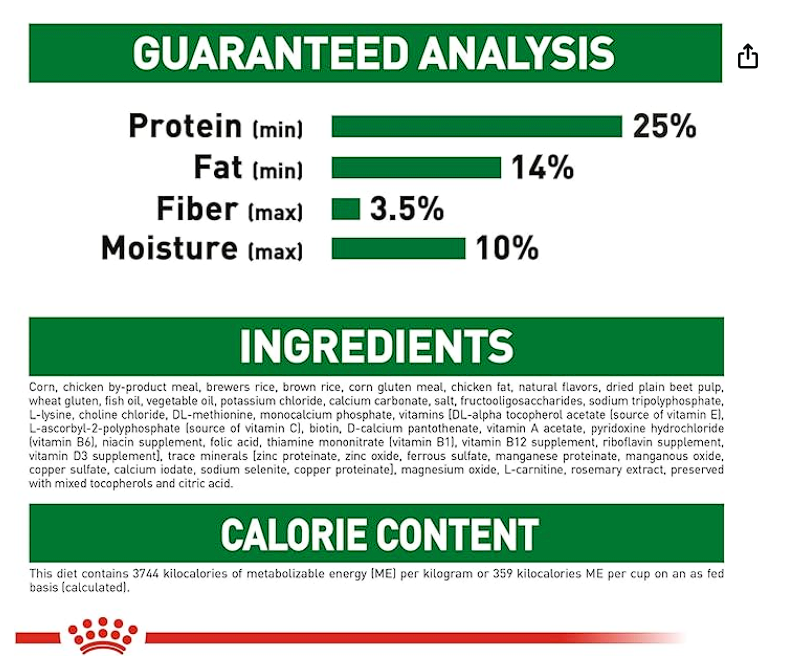 GUARANTEED ANALYSIS
Protein (min) 25%
Fat (min) 14%
Fiber (max) 3.5%
Moisture (max) 10%
INGREDIENTS
Corn, chicken by-product meal, brewers rice, brown rice, corn gluten meal, chicken fat, natural flavors, dried plain beet pulp,
wheat gluten, fish oil, vegetable oil, potassium chloride, calcium carbonate, salt, fructooligosaccharides, sodium tripolyphosphate,
L-lysine, choline chloride, DL-methionine, monocalcium phosphate, vitamins [DL-alpha tocopherol acetate (source of vitamin E),
L-ascorbyl-2-polyphosphate (source of vitamin C), biotin, D-calcium pantothenate, vitamin A acetate, pyridoxine hydrochloride
(vitamin B6), niacin supplement, folic acid, thiamine mononitrate (vitamin B1), vitamin B12 supplement, riboflavin supplement,
vitamin D3 supplement], trace minerals [zinc proteinate, zinc oxide, ferrous sulfate, manganese proteinate, manganous oxide,
copper sulfate, calcium iodate, sodium selenite, copper proteinate], magnesium oxide, L-carnitine, rosemary extract, preserved
with mixed tocopherols and citric acid.
CALORIE CONTENT
This diet contains 3744 kilocalories of metabolizable energy (ME) per kilogram or 359 kilocalories ME per cup on an as fed
basis (calculated).